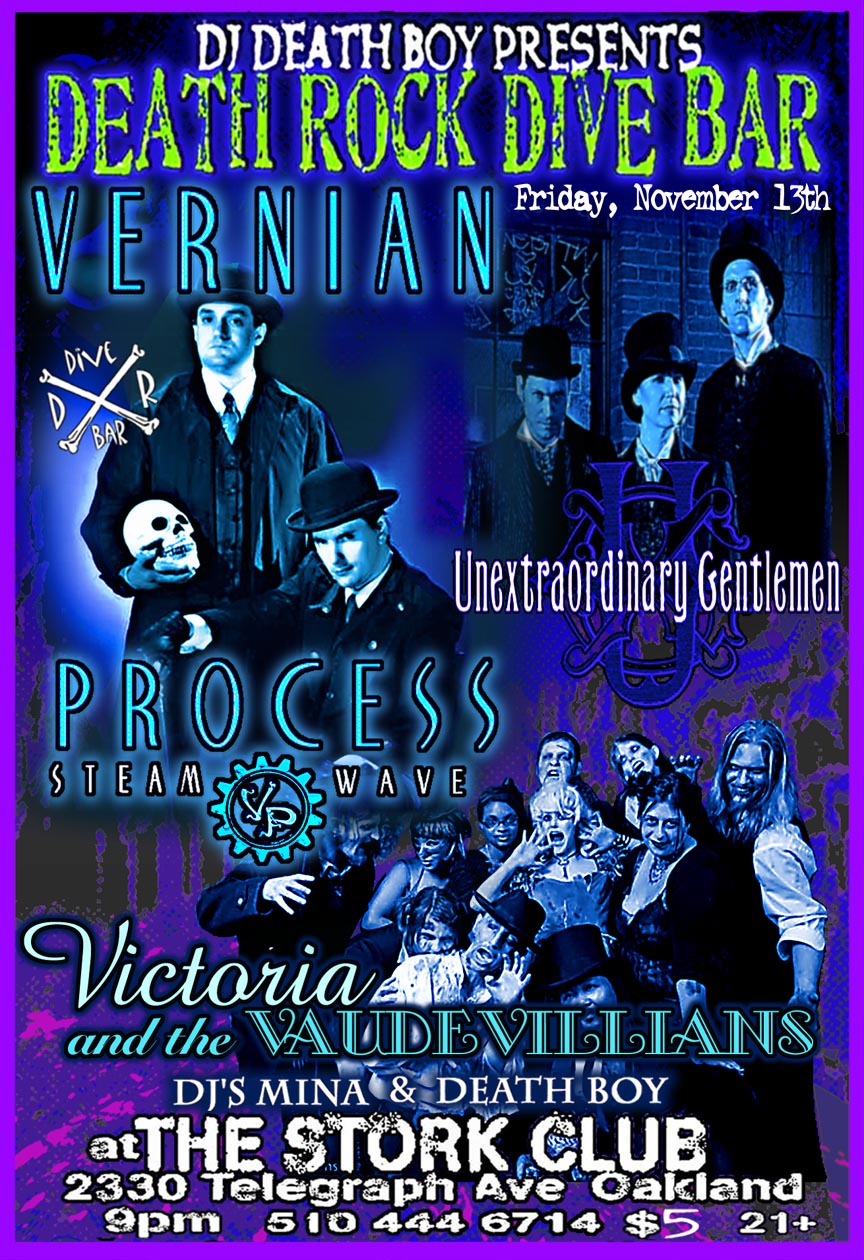 DJ DEATH BOY PRESENTS
DEATH ROCK DIVE BAR
VERNIAN
Friday, November 13th
DIVE
D R
BAR
Unextraordinary Gentlemen
PROCESS
STEAM WAVE
VP
Victoria
and the VAUDEVILLIANS
DJ'S MINA & DEATH BOY
at THE STORK CLUB
2330 Telegraph Ave Oakland
9pm 510 444 6714 $5 21+